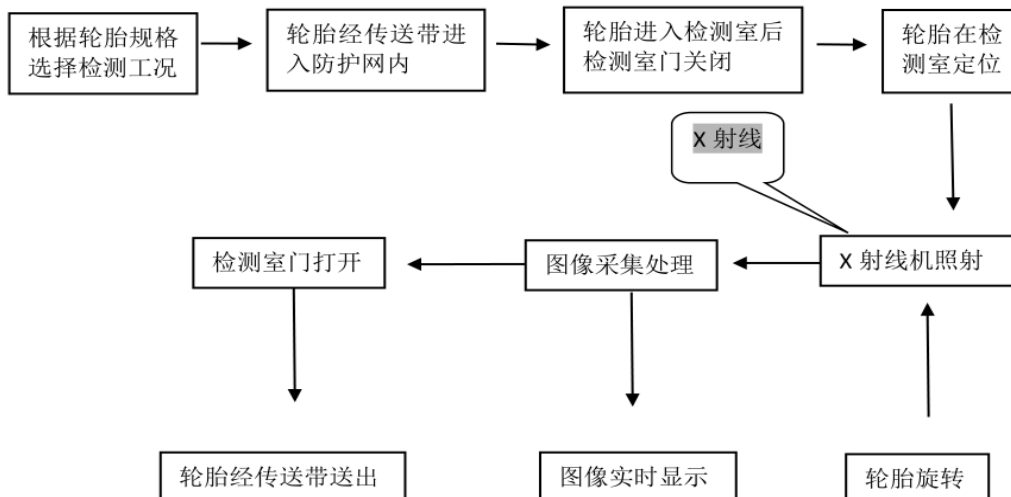 根据轮胎规格
选择检测工况
轮胎经传送带进
入防护网内
轮胎进入检测室后
检测室门关闭
轮胎在检
测室定位
X 射线
X 射线机照射
图像采集处理
检测室门打开
轮胎经传送带送出
图像实时显示
轮胎旋转